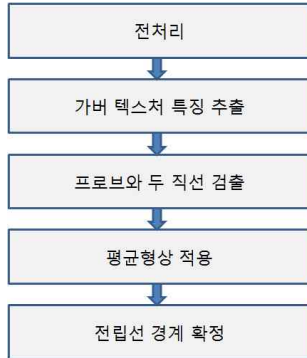 전처리
가버 텍스처 특징 추출
프로브와 두 직선 검출
평균형상 적용
전립선 경계 확정